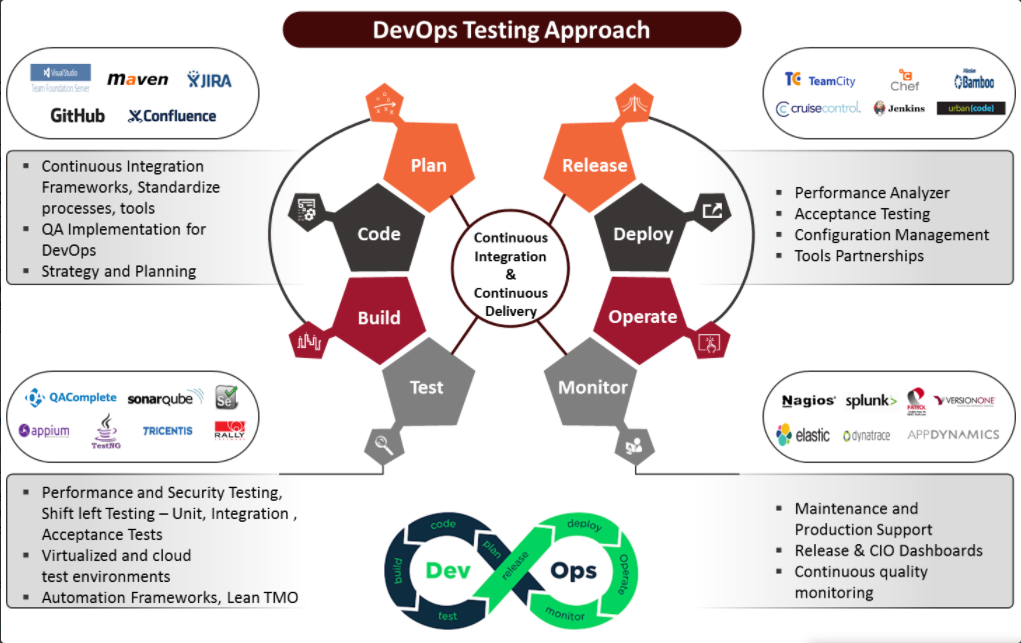 DevOps Testing Approach
VisualStudio
Team Foundation Server
maven
JIRA
GitHub
Confluence
Continuous Integration
Frameworks, Standardize
processes, tools
QA Implementation for
DevOps
Strategy and Planning
Plan
Code
Build
Test
Continuous
Integration
&
Continuous
Delivery
Release
Deploy
Operate
Monitor
TeamCity
Chef
Bamboo
cruisecontrol.
Jenkins
urban{code}
Performance Analyzer
Acceptance Testing
Configuration Management
Tools Partnerships
QAComplete
sonarqube
Se
appium
TestNG
TRICENTIS
RALLY
Performance and Security Testing,
Shift left Testing – Unit, Integration ,
Acceptance Tests
Virtualized and cloud
test environments
Automation Frameworks, Lean TMO
Nagios®
splunk>
PATROL
VERSIONONE
elastic
dynatrace
APPDYNAMICS
Maintenance and
Production Support
Release & CIO Dashboards
Continuous quality
monitoring
code
plan
build
Dev
test
release
deploy
Ops
Operate
monitor